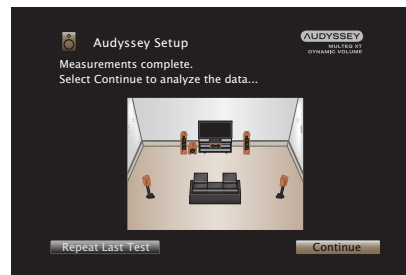 Audyssey Setup
AUDYSSEY
MULTEQ XT
DYNAMIC VOLUME
Measurements complete.
Select Continue to analyze the data...
Repeat Last Test
Continue